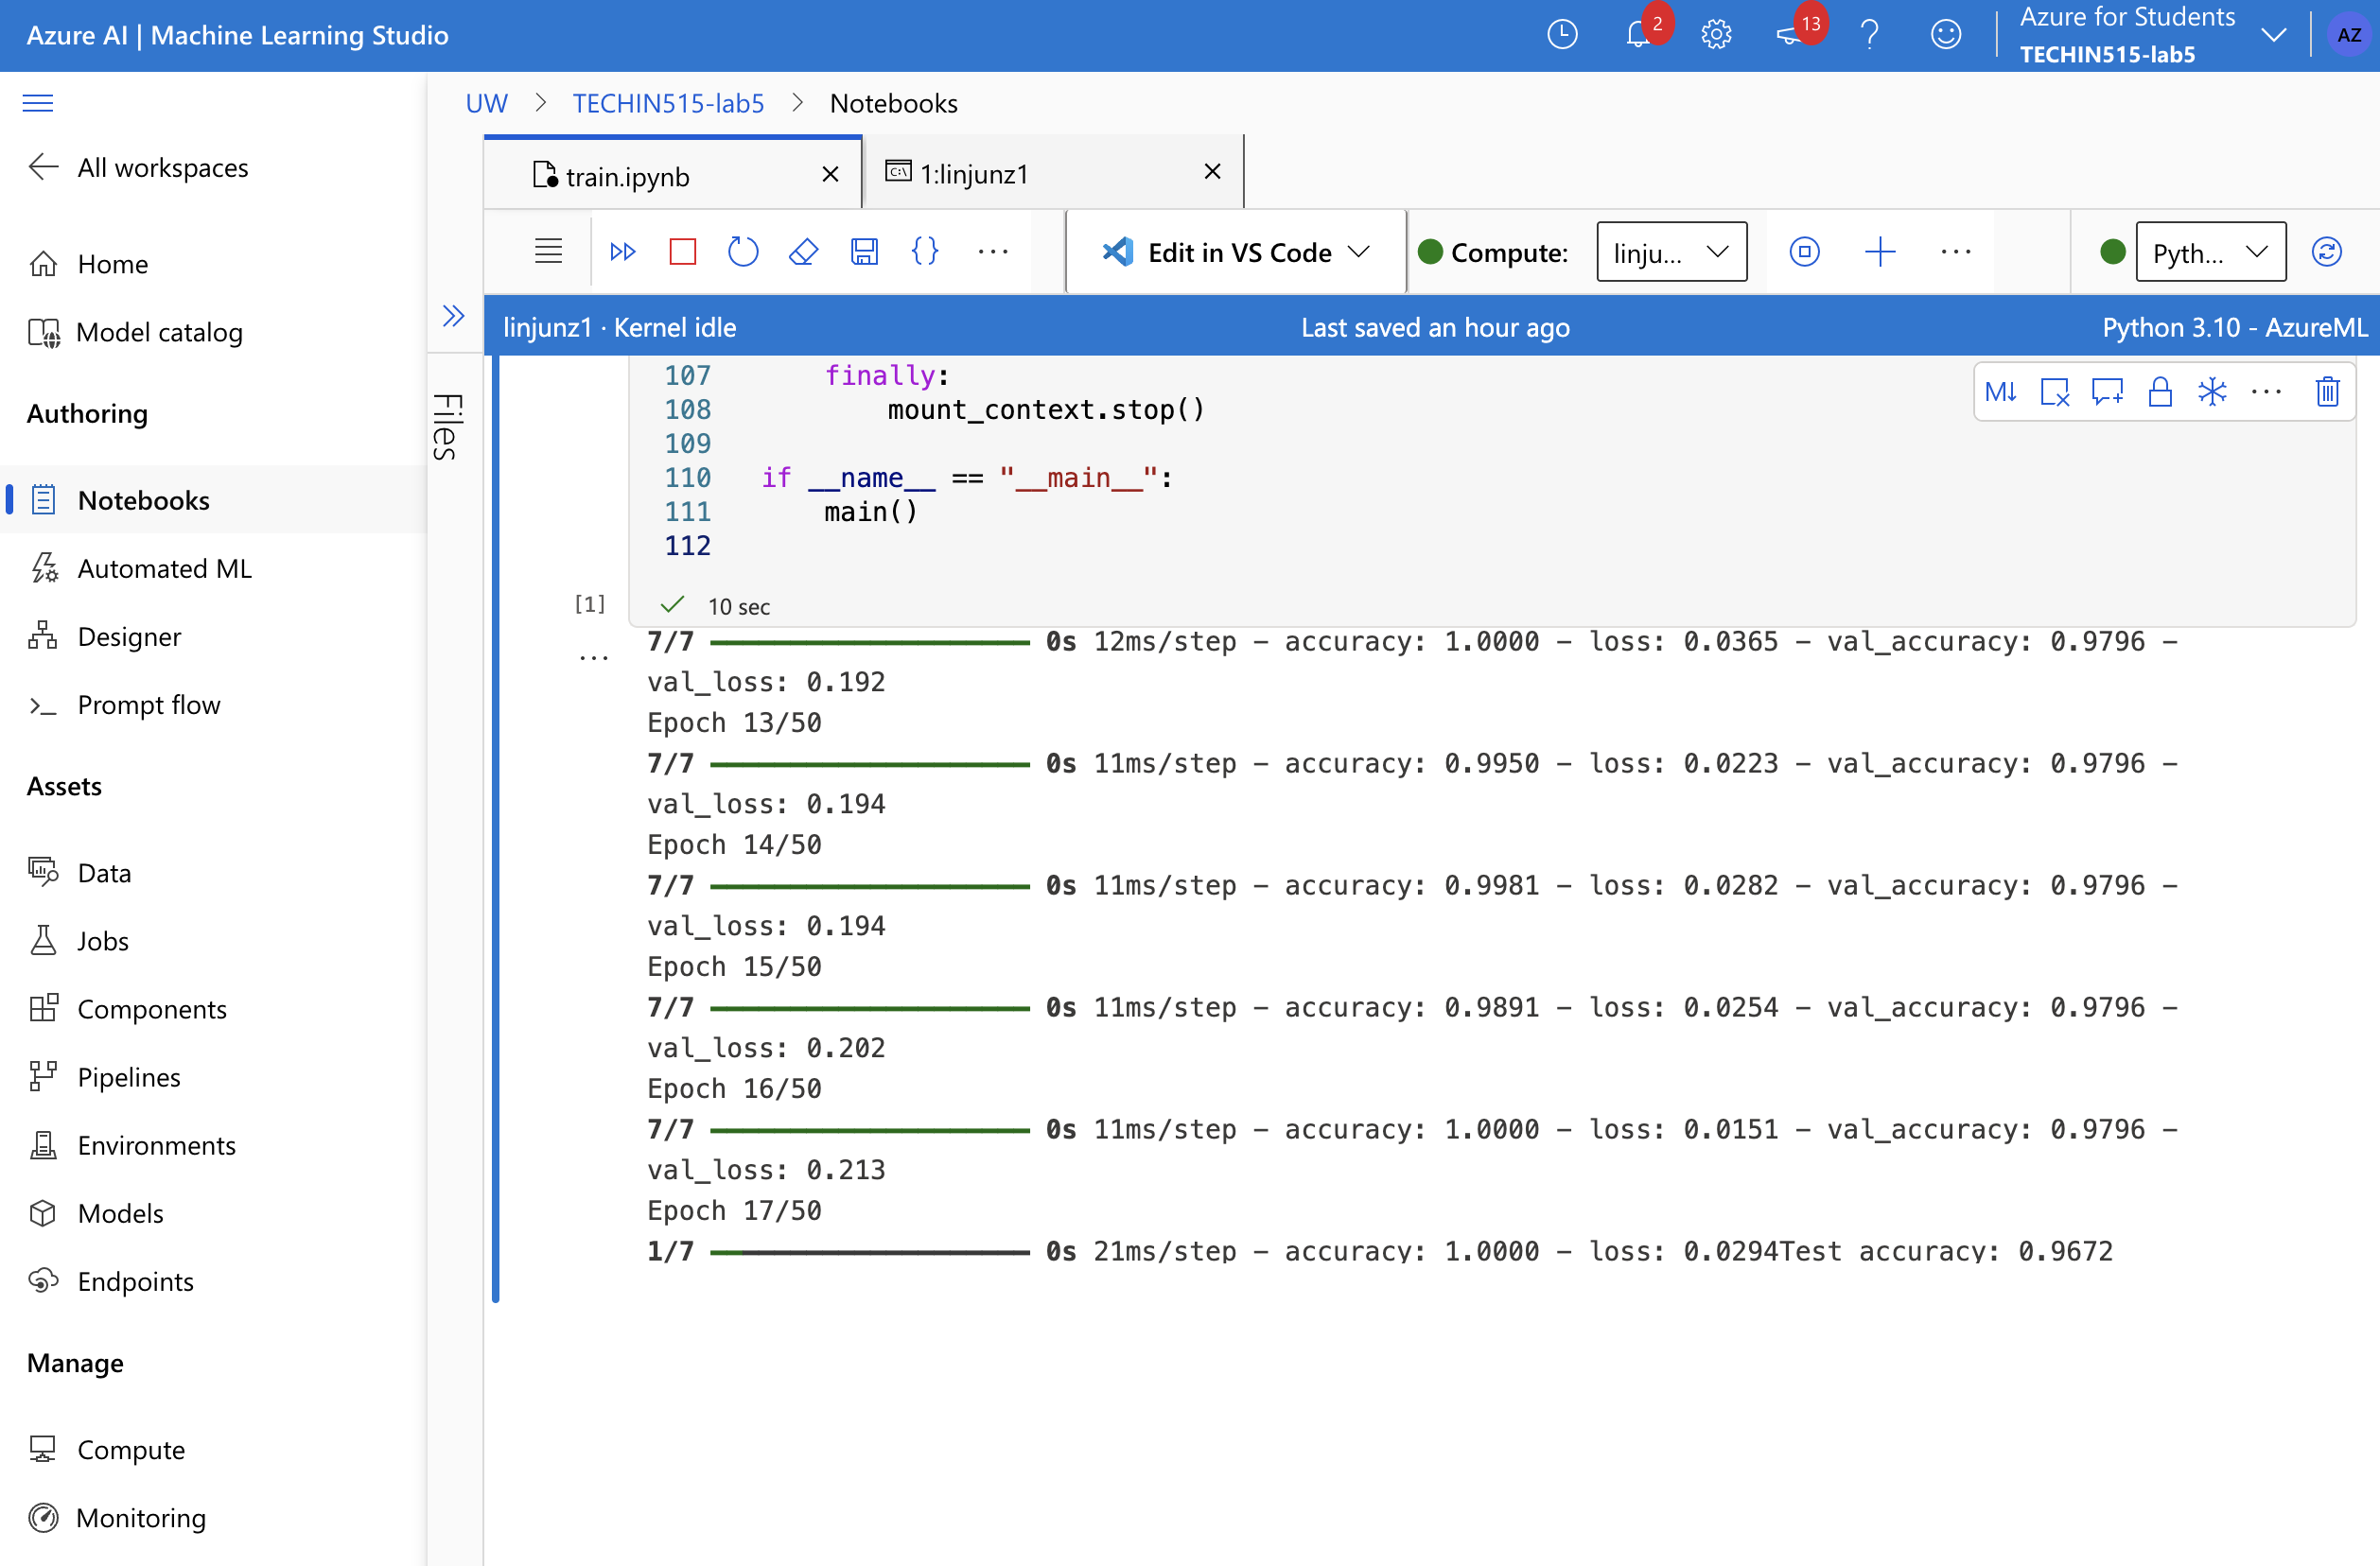 Azure AI | Machine Learning Studio
2
13
Azure for Students
TECHIN515-lab5
AZ
All workspaces
Home
Model catalog
Authoring
Notebooks
Automated ML
Designer
Prompt flow
Assets
Data
Jobs
Components
Pipelines
Environments
Models
Endpoints
Manage
Compute
Monitoring
UW > TECHIN515-lab5 > Notebooks
Files
train.ipynb
1:linjunz1
Edit in VS Code
Compute:
linju...
Pyth...
linjunz1 · Kernel idle
Last saved an hour ago
Python 3.10 - AzureML
M↓
107 finally:
108 mount_context.stop()
109
110 if __name__ == "__main__":
111 main()
112
[1]
10 sec
7/7 ━━━━━━━━━━━━━━━━━━━━ 0s 12ms/step - accuracy: 1.0000 - loss: 0.0365 - val_accuracy: 0.9796 -
val_loss: 0.192
Epoch 13/50
7/7 ━━━━━━━━━━━━━━━━━━━━ 0s 11ms/step - accuracy: 0.9950 - loss: 0.0223 - val_accuracy: 0.9796 -
val_loss: 0.194
Epoch 14/50
7/7 ━━━━━━━━━━━━━━━━━━━━ 0s 11ms/step - accuracy: 0.9981 - loss: 0.0282 - val_accuracy: 0.9796 -
val_loss: 0.194
Epoch 15/50
7/7 ━━━━━━━━━━━━━━━━━━━━ 0s 11ms/step - accuracy: 0.9891 - loss: 0.0254 - val_accuracy: 0.9796 -
val_loss: 0.202
Epoch 16/50
7/7 ━━━━━━━━━━━━━━━━━━━━ 0s 11ms/step - accuracy: 1.0000 - loss: 0.0151 - val_accuracy: 0.9796 -
val_loss: 0.213
Epoch 17/50
1/7 ━━━━━━━━━━━━━━━━━━━━ 0s 21ms/step - accuracy: 1.0000 - loss: 0.0294Test accuracy: 0.9672